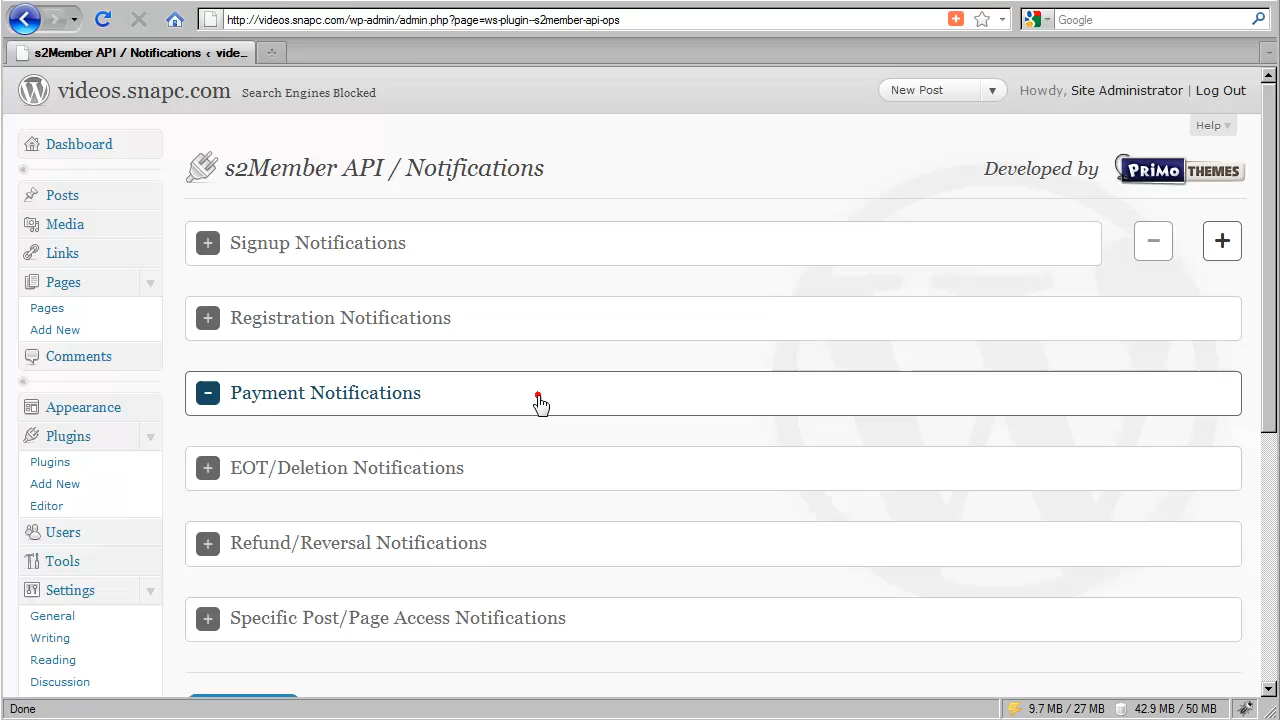 http://videos.snapc.com/wp-admin/admin.php?page=ws-plugin--s2member-api-ops
Google
s2Member API / Notifications ‹ vide...
videos.snapc.com Search Engines Blocked
New Post
Howdy, Site Administrator | Log Out
Help
Dashboard
Posts
Media
Links
Pages
Pages
Add New
Comments
Appearance
Plugins
Plugins
Add New
Editor
Users
Tools
Settings
General
Writing
Reading
Discussion
s2Member API / Notifications
Developed by PRiMO THEMES
Signup Notifications
Registration Notifications
Payment Notifications
EOT/Deletion Notifications
Refund/Reversal Notifications
Specific Post/Page Access Notifications
Done
9.7 MB / 27 MB
42.9 MB / 50 MB